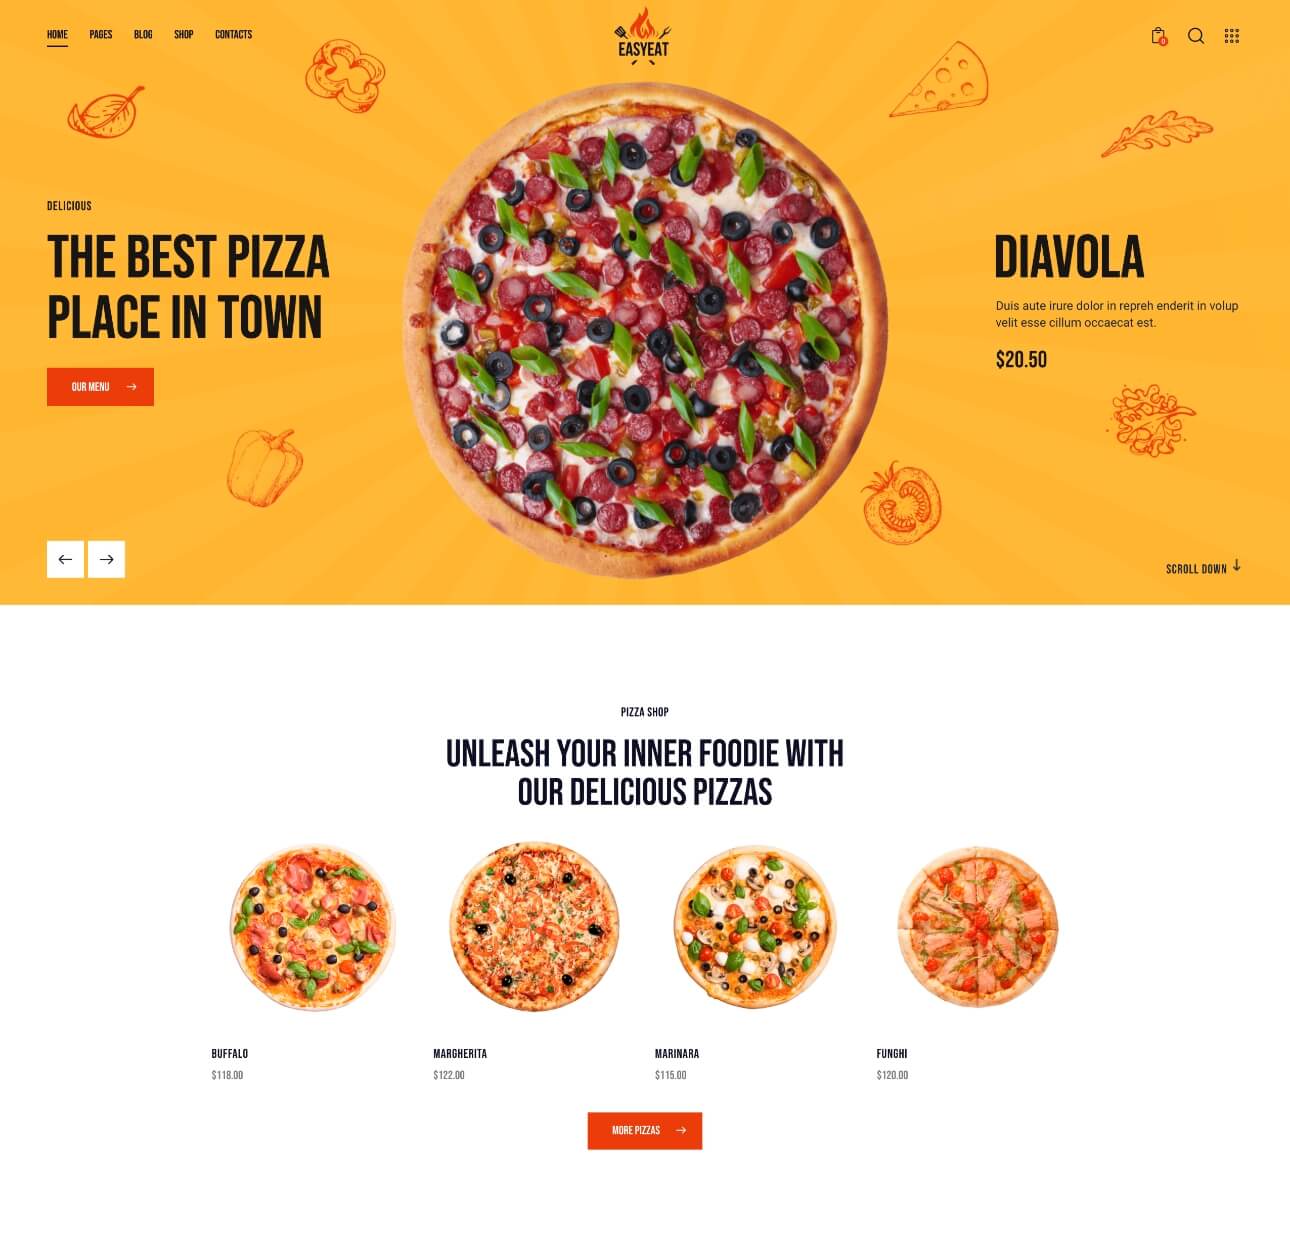 HOME PAGES BLOG SHOP CONTACTS
EASYEAT
0
DELICIOUS
THE BEST PIZZA
PLACE IN TOWN
OUR MENU
DIAVOLA
Duis aute irure dolor in repreh enderit in volup
velit esse cillum occaecat est.
$20.50
SCROLL DOWN
PIZZA SHOP
UNLEASH YOUR INNER FOODIE WITH
OUR DELICIOUS PIZZAS
BUFFALO
$118.00
MARGHERITA
$122.00
MARINARA
$115.00
FUNGHI
$120.00
MORE PIZZAS